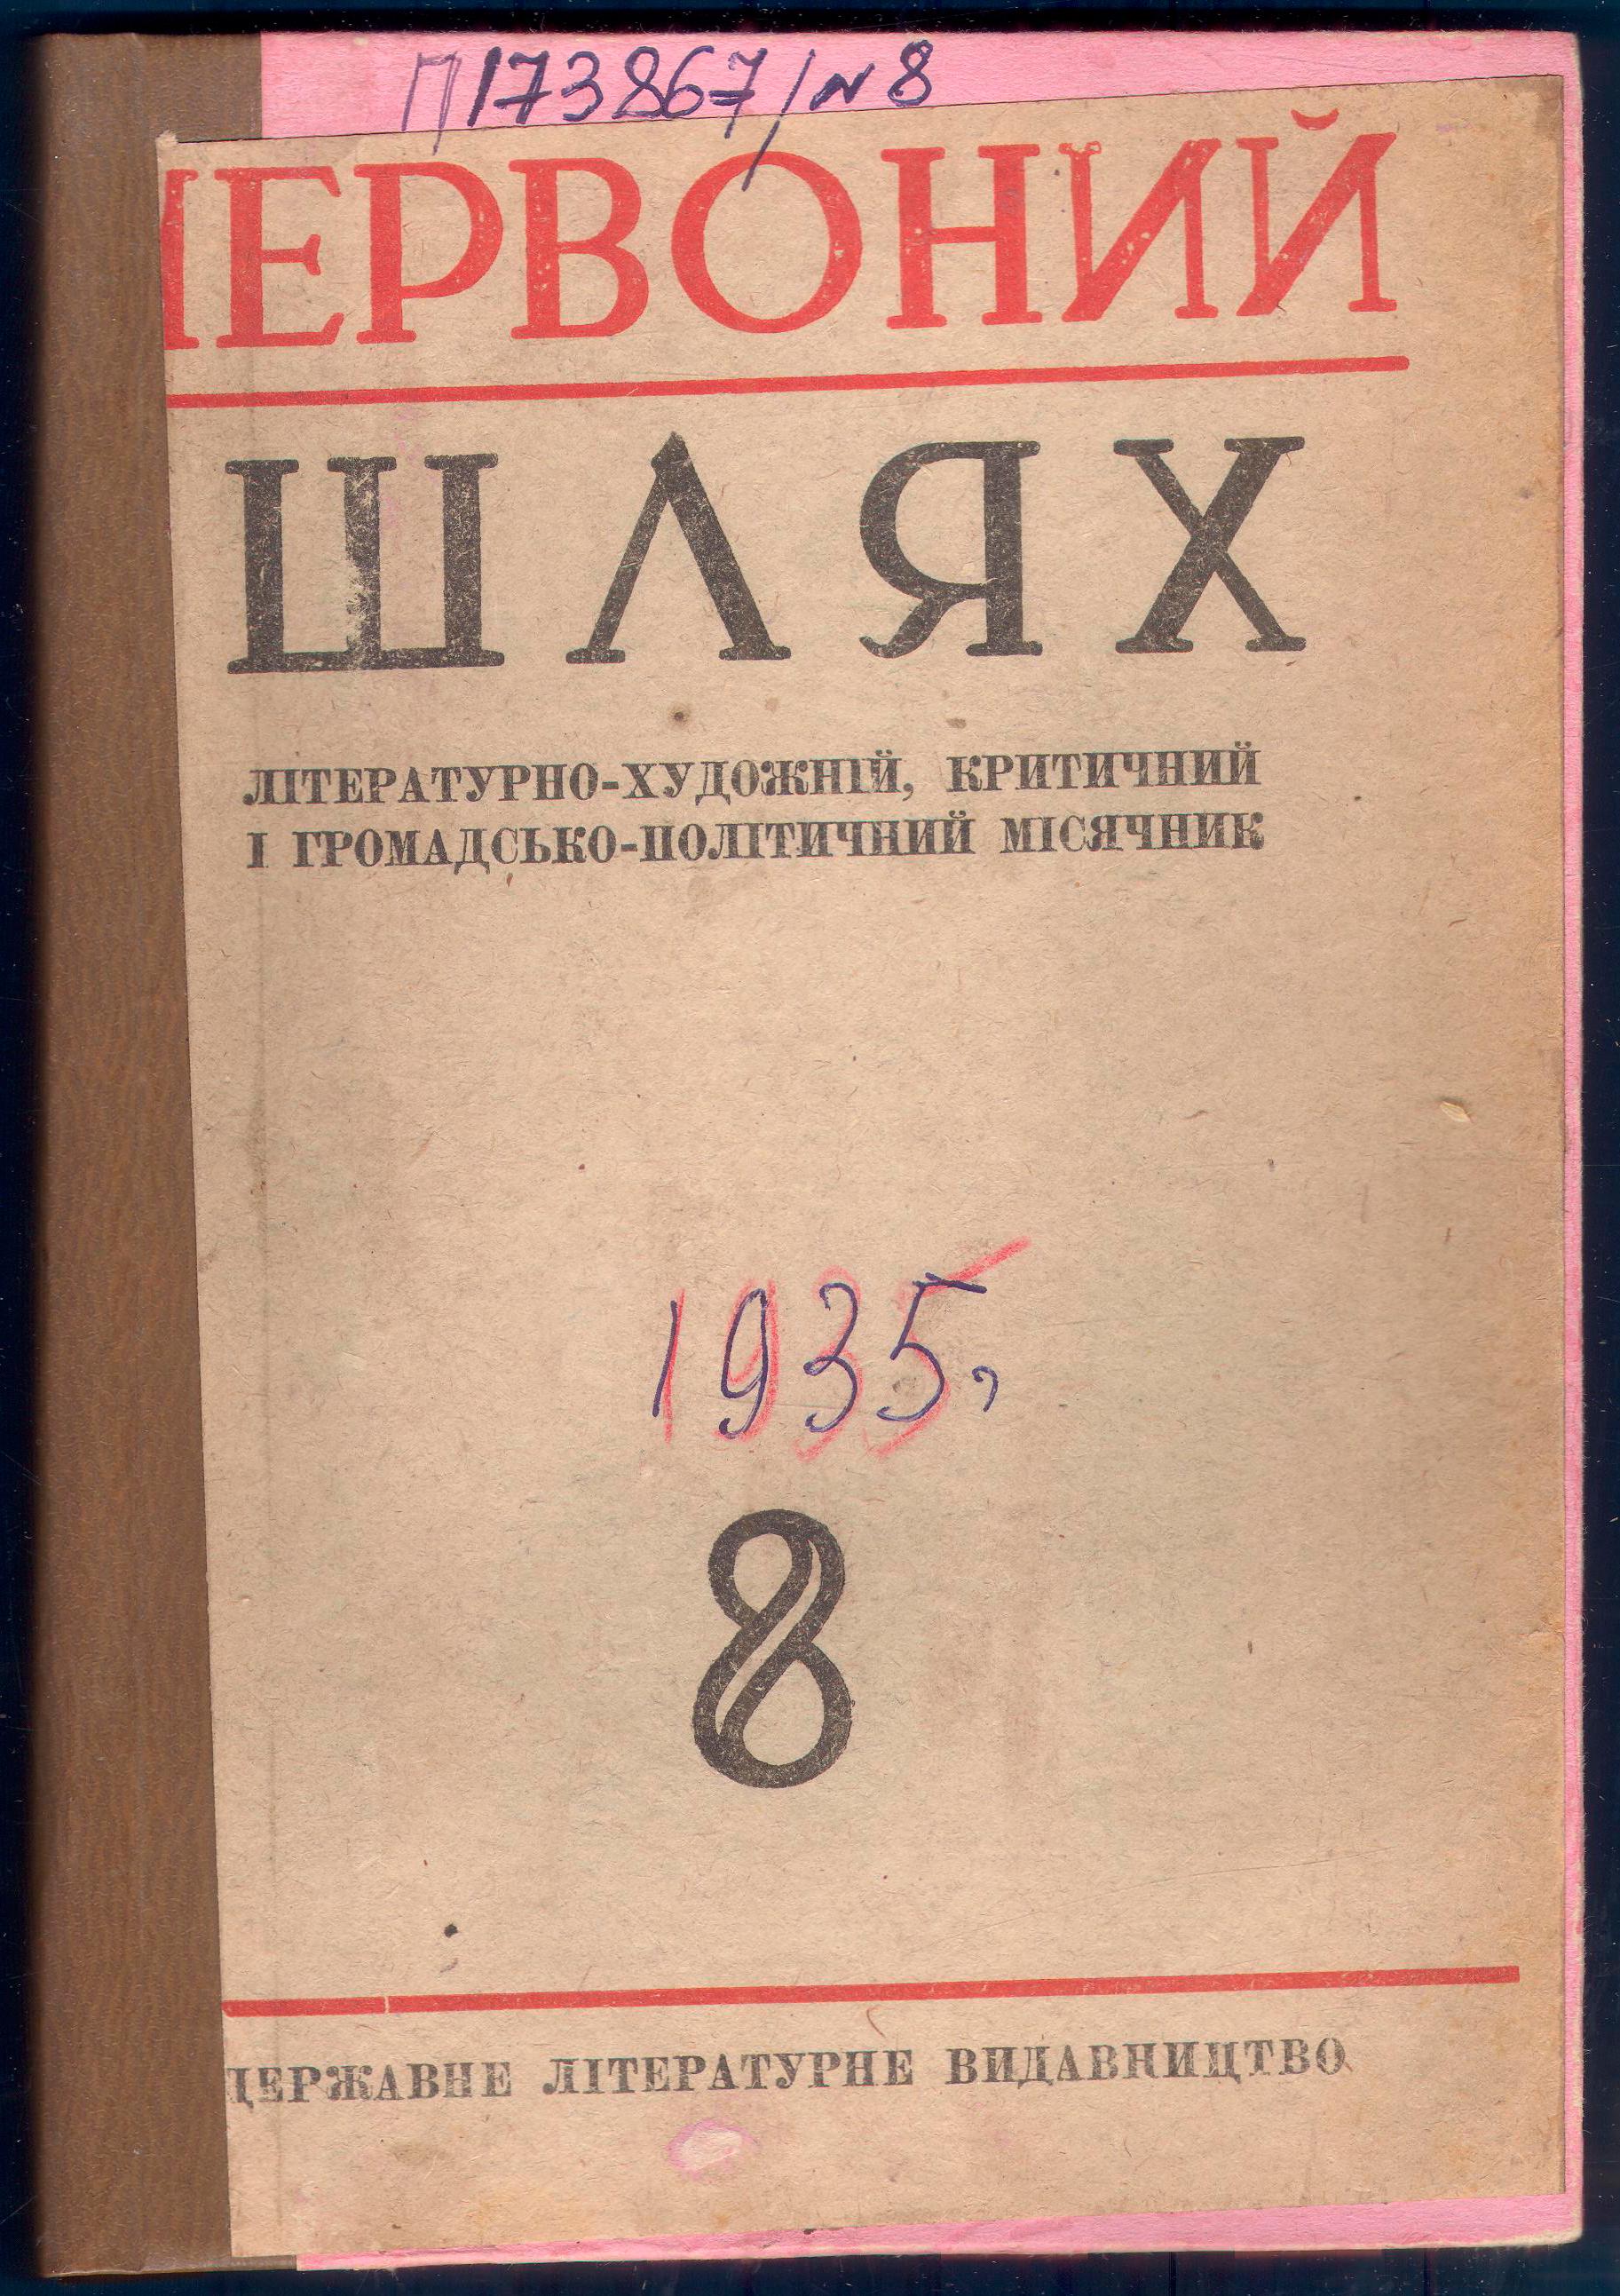 П173867/№8
ЧЕРВОНИЙ
ШЛЯХ
ЛІТЕРАТУРНО-ХУДОЖНІЙ, КРИТИЧНИЙ
І ГРОМАДСЬКО-ПОЛІТИЧНИЙ МІСЯЧНИК
1935,
8
ДЕРЖАВНЕ ЛІТЕРАТУРНЕ ВИДАВНИЦТВО